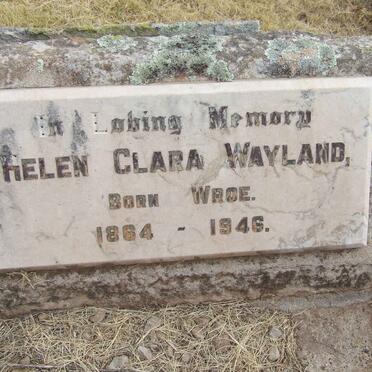 In Loving Memory
HELEN CLARA WAYLAND,
BORN WROE.
1864 - 1946.